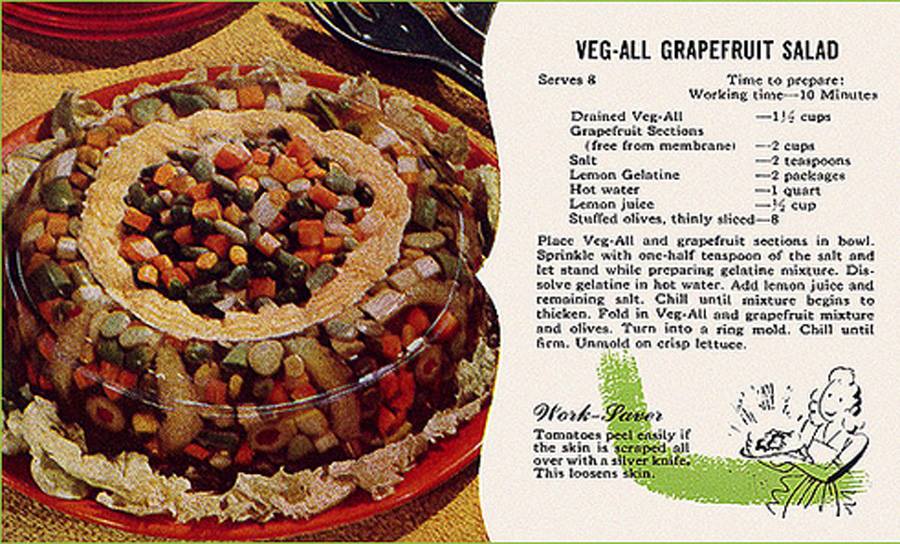 VEG-ALL GRAPEFRUIT SALAD
Serves 8
Time to prepare:
Working time—10 Minutes
Drained Veg-All —1½ cups
Grapefruit Sections
(free from membrane) —2 cups
Salt —2 teaspoons
Lemon Gelatine —2 packages
Hot water —1 quart
Lemon juice —½ cup
Stuffed olives, thinly sliced—8
Place Veg-All and grapefruit sections in bowl.
Sprinkle with one-half teaspoon of the salt and
let stand while preparing gelatine mixture. Dis-
solve gelatine in hot water. Add lemon juice and
remaining salt. Chill until mixture begins to
thicken. Fold in Veg-All and grapefruit mixture
and olives. Turn into a ring mold. Chill until
firm. Unmold on crisp lettuce.
Work-Saver
Tomatoes peel easily if
the skin is scraped all
over with a silver knife.
This loosens skin.